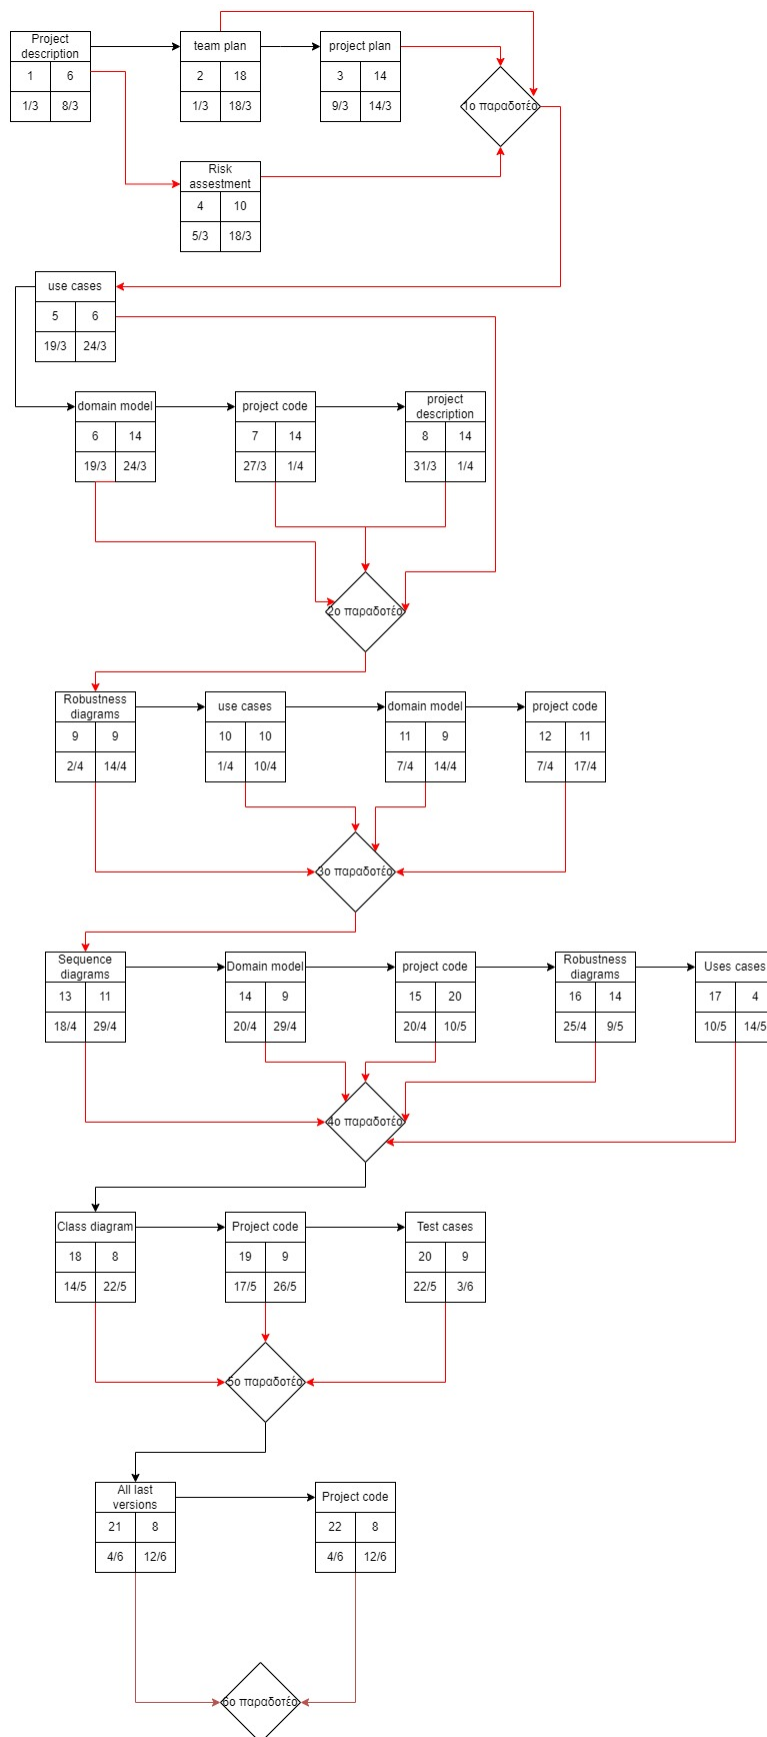 Project
description
1 6
1/3 8/3
team plan
2 18
1/3 18/3
project plan
3 14
9/3 14/3
1ο παραδοτέο
Risk
assestment
4 10
5/3 18/3
use cases
5 6
19/3 24/3
domain model
6 14
19/3 24/3
project code
7 14
27/3 1/4
project
description
8 14
31/3 1/4
2ο παραδοτέο
Robustness
diagrams
9 9
2/4 14/4
use cases
10 10
1/4 10/4
domain model
11 9
7/4 14/4
project code
12 11
7/4 17/4
3ο παραδοτέο
Sequence
diagrams
13 11
18/4 29/4
Domain model
14 9
20/4 29/4
project code
15 20
20/4 10/5
Robustness
diagrams
16 14
25/4 9/5
Uses cases
17 4
10/5 14/5
4ο παραδοτέο
Class diagram
18 8
14/5 22/5
Project code
19 9
17/5 26/5
Test cases
20 9
22/5 3/6
5ο παραδοτέο
All last
versions
21 8
4/6 12/6
Project code
22 8
4/6 12/6
6ο παραδοτέο